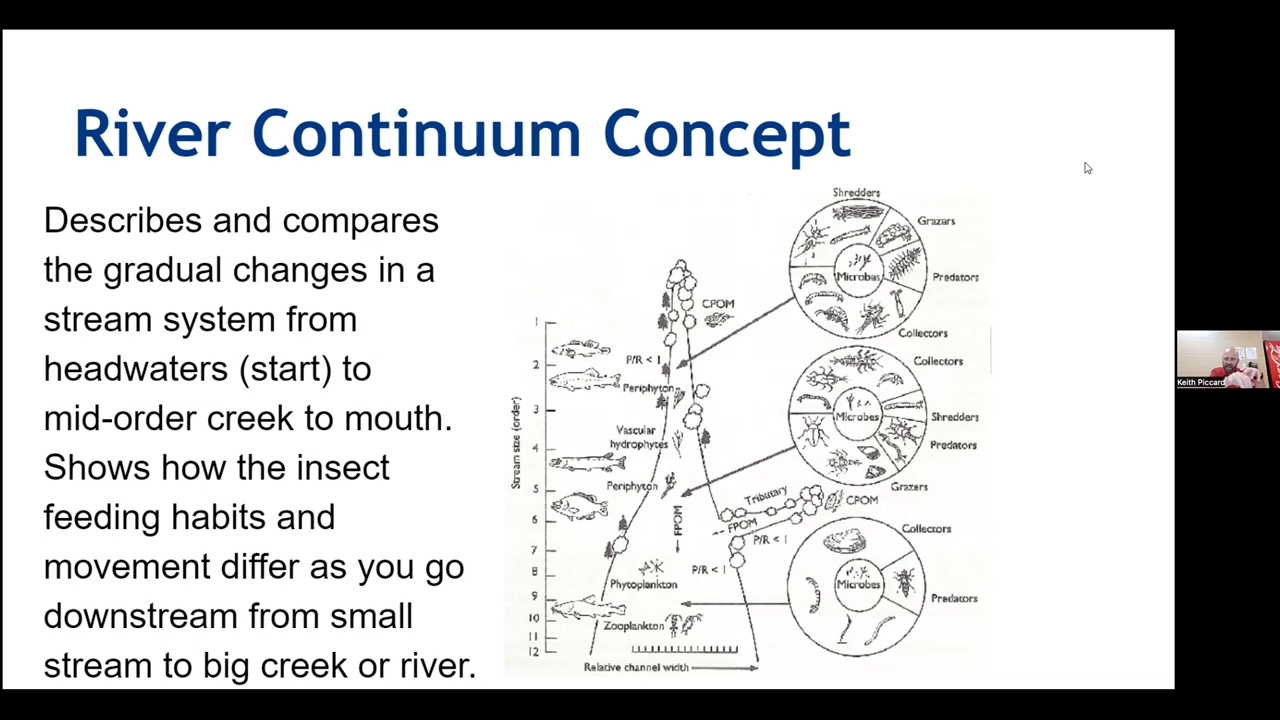 River Continuum Concept
Describes and compares
the gradual changes in a
stream system from
headwaters (start) to
mid-order creek to mouth.
Shows how the insect
feeding habits and
movement differ as you go
downstream from small
stream to big creek or river.
Shredders
Grazers
Microbes
Predators
Collectors
CPOM
1
2
3
4
5
6
7
8
9
10
11
12
Stream size (order)
P/R < 1
Periphyton
Vascular
hydrophytes
Periphyton
FPOM
Collectors
Microbes
Shredders
Predators
Grazers
Tributary
CPOM
FPOM
P/R < 1
P/R < 1
Phytoplankton
Zooplankton
Collectors
Microbes
Predators
Relative channel width
Keith Piccard